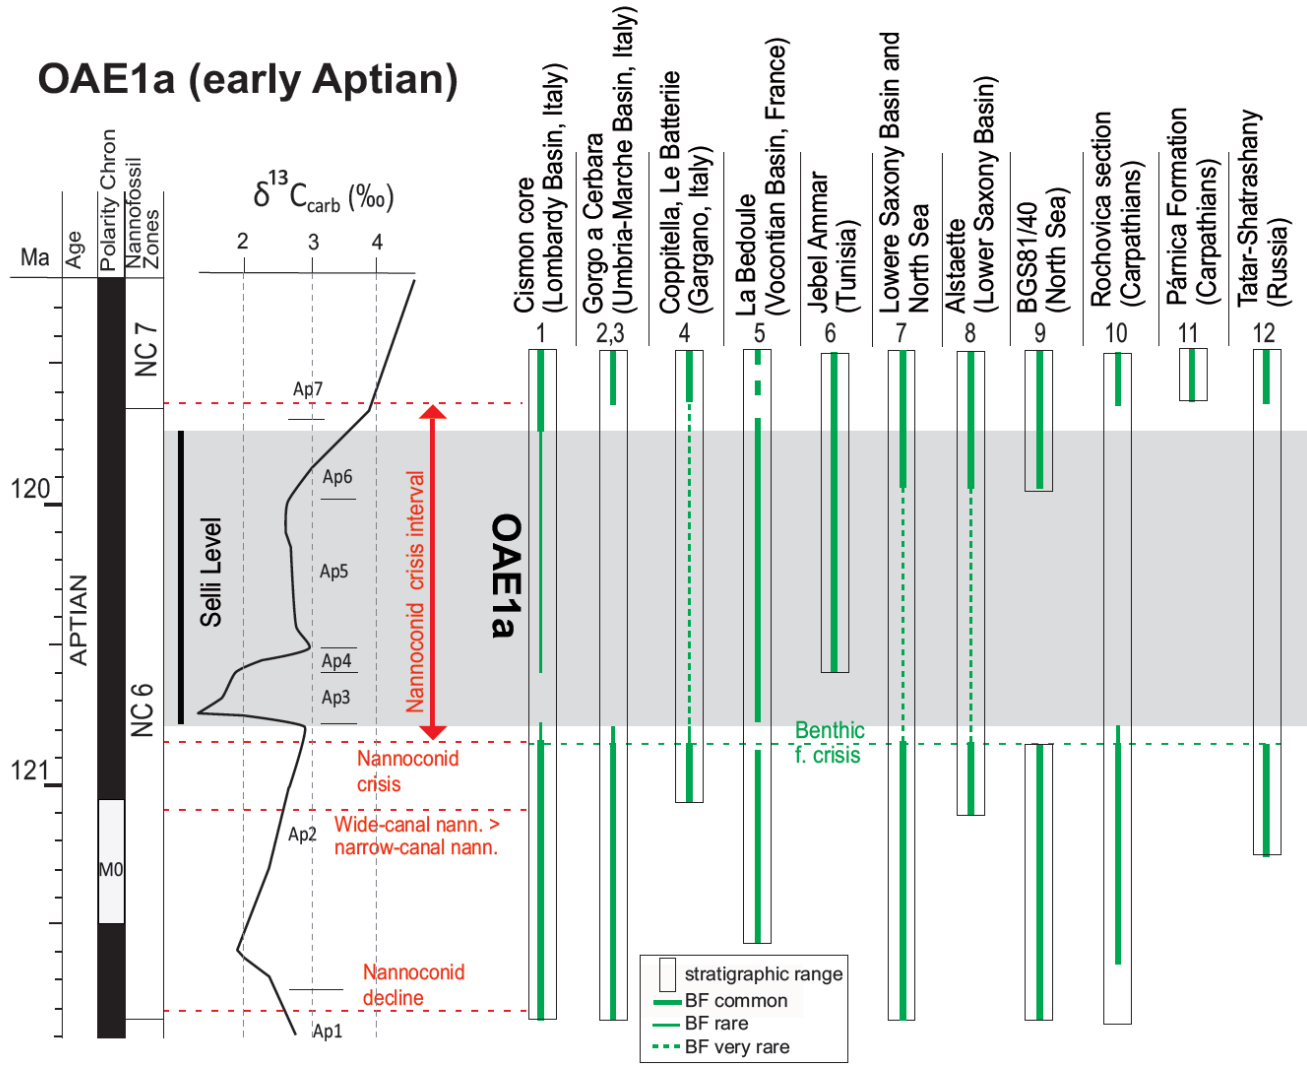 OAE1a (early Aptian)
Ma
Age
Polarity Chron
Nannofossil
Zones
δ13Ccarb (‰)
2
3
4
Cismon core
(Lombardy Basin, Italy)
Gorgo a Cerbara
(Umbria-Marche Basin, Italy)
Coppitella, Le Batteriie
(Gargano, Italy)
La Bedoule
(Vocontian Basin, France)
Jebel Ammar
(Tunisia)
Lowere Saxony Basin and
North Sea
Alstaette
(Lower Saxony Basin)
BGS81/40
(North Sea)
Rochovica section
(Carpathians)
Párnica Formation
(Carpathians)
Tatar-Shatrashany
(Russia)
1
2,3
4
5
6
7
8
9
10
11
12
NC 7
Ap7
120
Ap6
Selli Level
Ap5
Nannoconid crisis interval
OAE1a
APTIAN
Ap4
Ap3
NC 6
Benthic
f. crisis
Nannoconid
crisis
121
Wide-canal nann. >
narrow-canal nann.
Ap2
M0
Nannoconid
decline
Ap1
stratigraphic range
BF common
BF rare
BF very rare